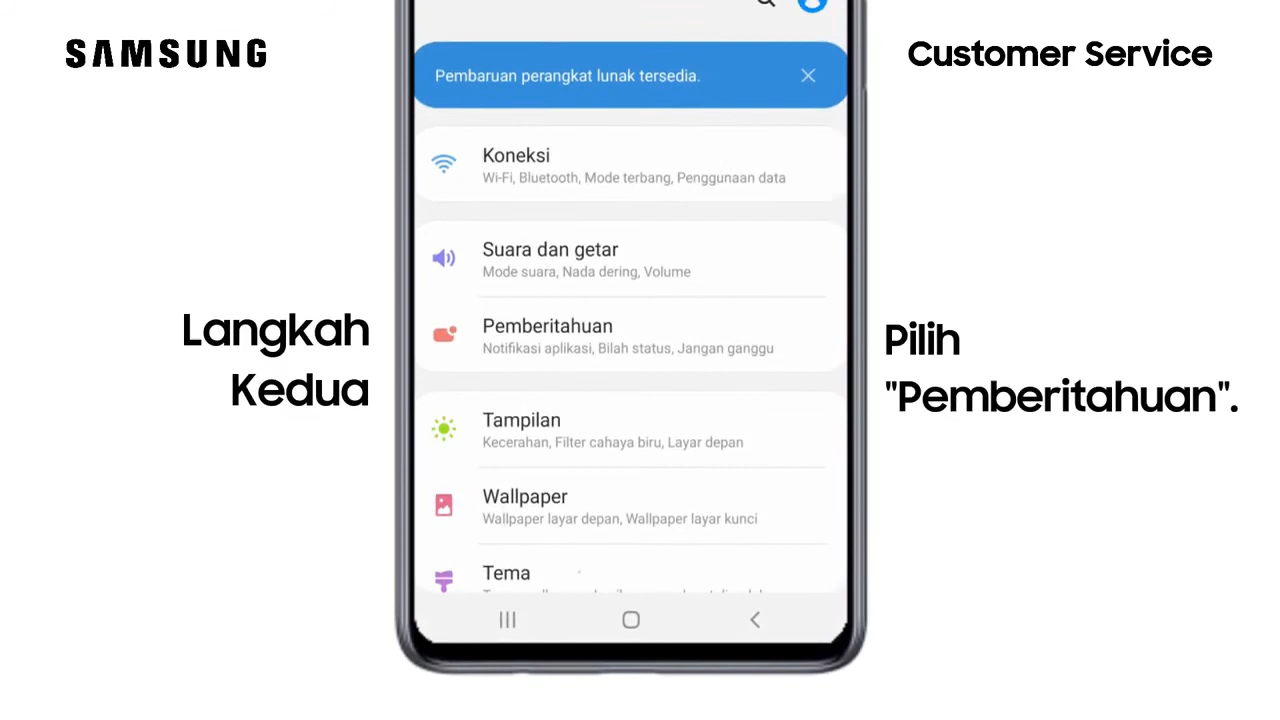 SAMSUNG
Customer Service
Pembaruan perangkat lunak tersedia.
Koneksi
Wi-Fi, Bluetooth, Mode terbang, Penggunaan data
Suara dan getar
Mode suara, Nada dering, Volume
Pemberitahuan
Notifikasi aplikasi, Bilah status, Jangan ganggu
Tampilan
Kecerahan, Filter cahaya biru, Layar depan
Wallpaper
Wallpaper layar depan, Wallpaper layar kunci
Tema
Langkah
Kedua
Pilih
"Pemberitahuan".